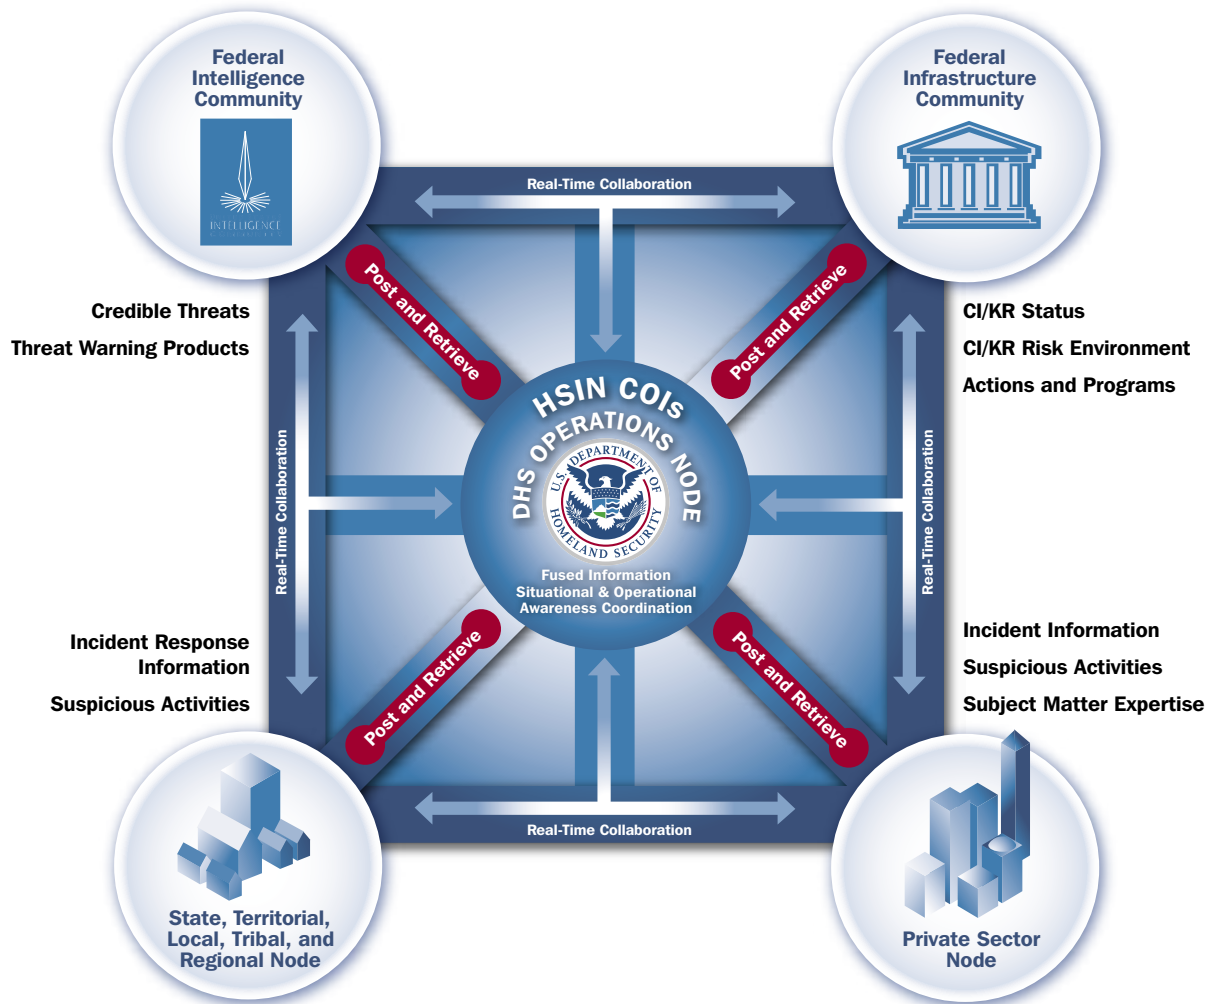 Federal
Intelligence
Community
INTELLIGENCE
Federal
Infrastructure
Community
Real-Time Collaboration
Post and Retrieve
Post and Retrieve
Credible Threats
Threat Warning Products
CI/KR Status
CI/KR Risk Environment
Actions and Programs
HSIN COIs
DHS OPERATIONS NODE
U.S. DEPARTMENT OF
HOMELAND SECURITY
Fused Information
Situational & Operational
Awareness Coordination
Real-Time Collaboration
Real-Time Collaboration
Incident Response
Information
Suspicious Activities
Incident Information
Suspicious Activities
Subject Matter Expertise
Post and Retrieve
Post and Retrieve
Real-Time Collaboration
State, Territorial,
Local, Tribal, and
Regional Node
Private Sector
Node